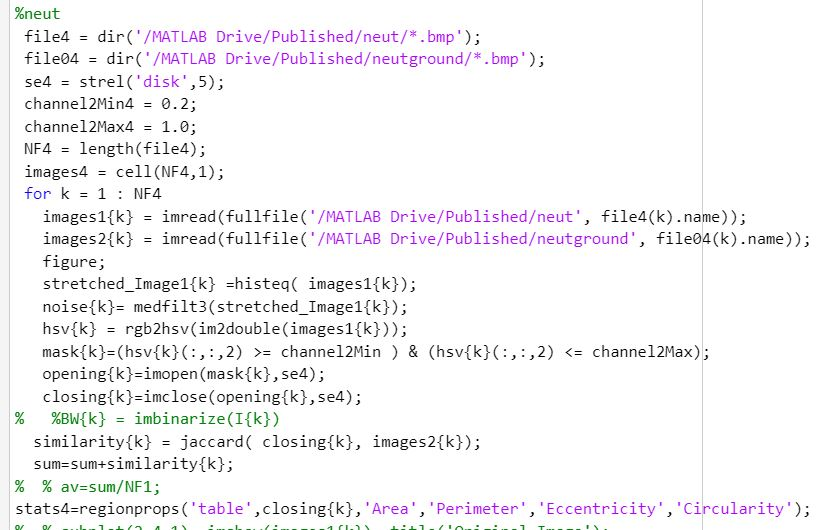 %neut
file4 = dir('/MATLAB Drive/Published/neut/*.bmp');
file04 = dir('/MATLAB Drive/Published/neutground/*.bmp');
se4 = strel('disk',5);
channel2Min4 = 0.2;
channel2Max4 = 1.0;
NF4 = length(file4);
images4 = cell(NF4,1);
for k = 1 : NF4
images1{k} = imread(fullfile('/MATLAB Drive/Published/neut', file4(k).name));
images2{k} = imread(fullfile('/MATLAB Drive/Published/neutground', file04(k).name));
figure;
stretched_Image1{k} =histeq( images1{k});
noise{k}= medfilt3(stretched_Image1{k});
hsv{k} = rgb2hsv(im2double(images1{k}));
mask{k}=(hsv{k}(:,:,2) >= channel2Min ) & (hsv{k}(:,:,2) <= channel2Max);
opening{k}=imopen(mask{k},se4);
closing{k}=imclose(opening{k},se4);
%   %BW{k} = imbinarize(I{k})
similarity{k} = jaccard( closing{k}, images2{k});
sum=sum+similarity{k};
%  % av=sum/NF1;
stats4=regionprops('table',closing{k},'Area','Perimeter','Eccentricity','Circularity');
%  % subplot(2,4,1), imshow(images1{k}), title('Original Image');